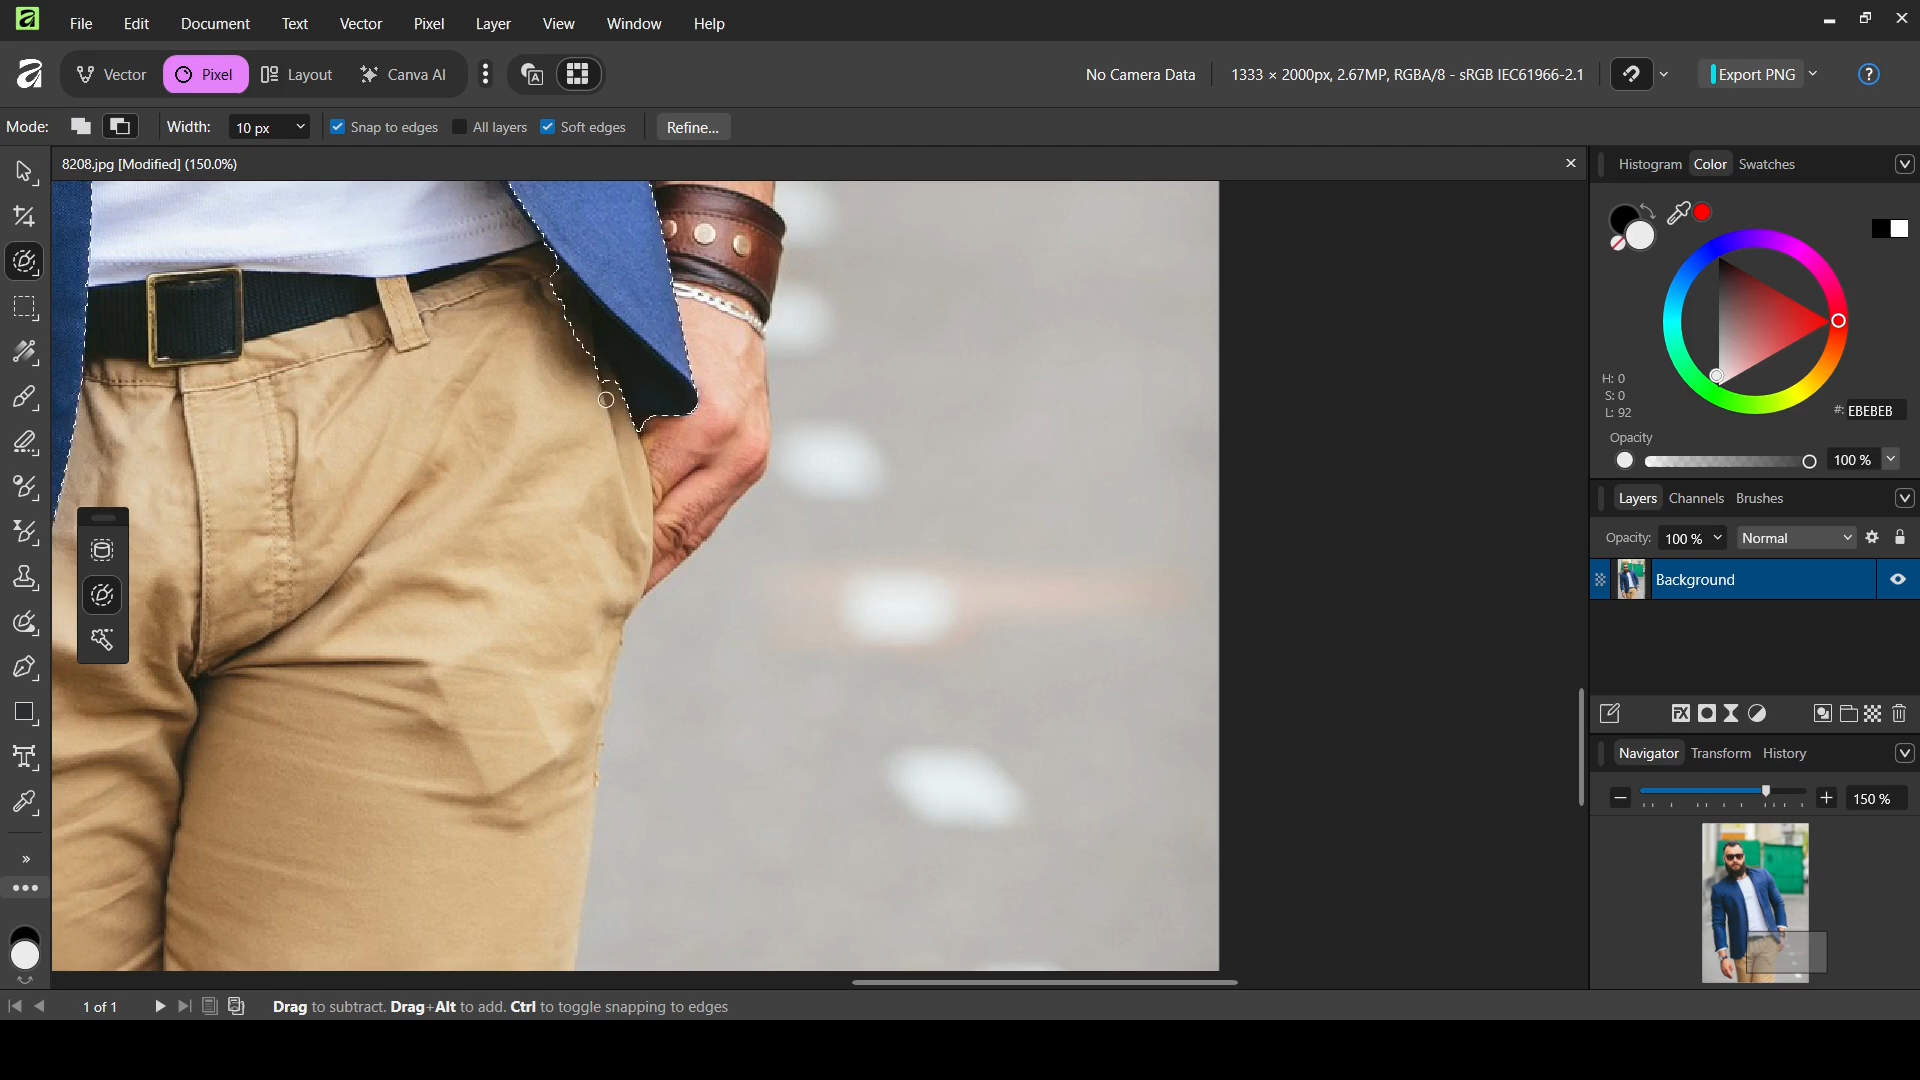 File Edit Document Text Vector Pixel Layer View Window Help
Vector Pixel Layout Canva AI No Camera Data 1333 × 2000px, 2.67MP, RGBA/8 - sRGB IEC61966-2.1 Export PNG ?
Mode: Width: 10 px Snap to edges All layers Soft edges Refine...
8208.jpg [Modified] (150.0%)
Histogram Color Swatches
H: 0
S: 0
L: 92
#: EBEBEB
Opacity
100 %
Layers Channels Brushes
Opacity: 100 % Normal
Background
Navigator Transform History
150 %
1 of 1 Drag to subtract. Drag+Alt to add. Ctrl to toggle snapping to edges